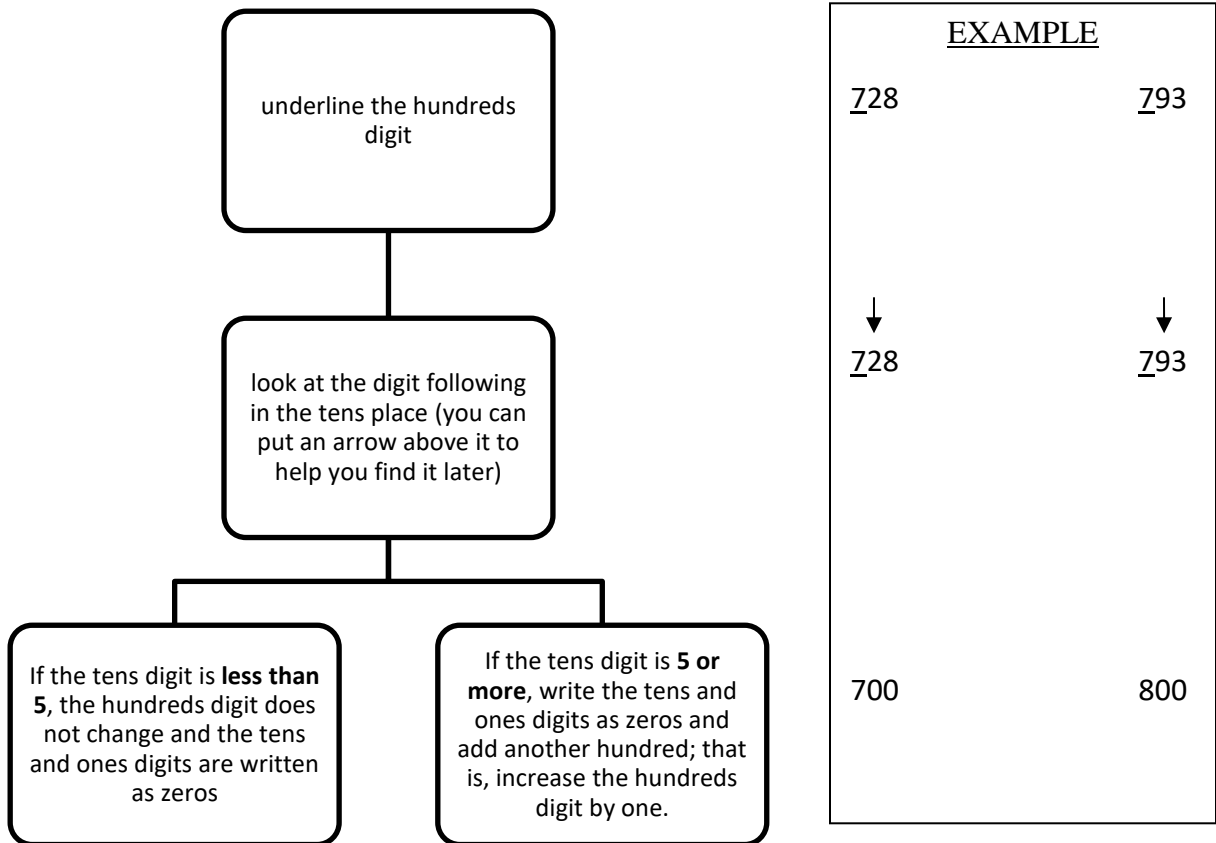 underline the hundreds
digit
look at the digit following
in the tens place (you can
put an arrow above it to
help you find it later)
If the tens digit is less than
5, the hundreds digit does
not change and the tens
and ones digits are written
as zeros
If the tens digit is 5 or
more, write the tens and
ones digits as zeros and
add another hundred; that
is, increase the hundreds
digit by one.
EXAMPLE
728 793
728 793
700 800